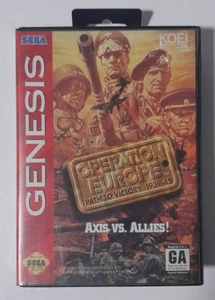 SEGA
KOEI
GENESIS
OPERATION
EUROPE
PATH TO VICTORY 1939-45
AXIS VS. ALLIES!
GA
SEGA